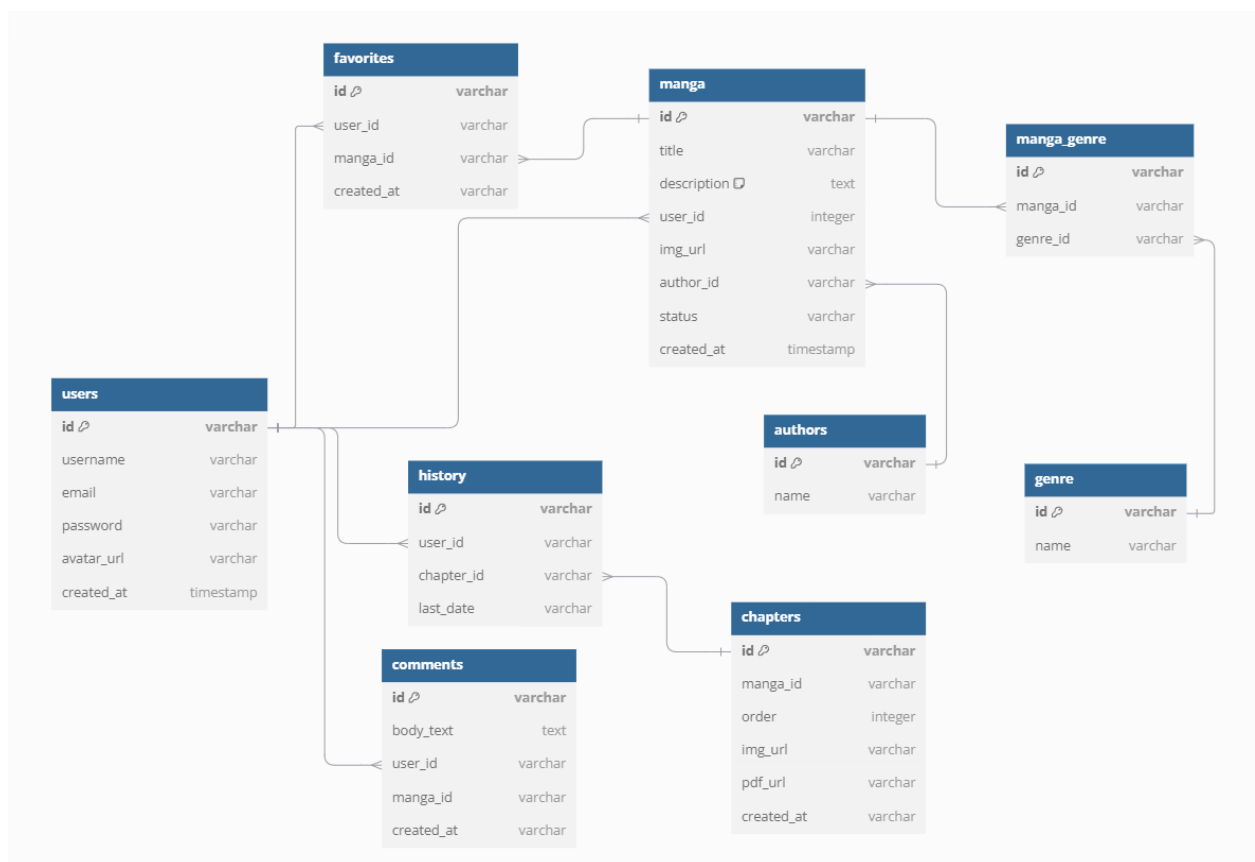 favorites
id varchar
user_id varchar
manga_id varchar
created_at varchar
manga
id varchar
title varchar
description text
user_id integer
img_url varchar
author_id varchar
status varchar
created_at timestamp
manga_genre
id varchar
manga_id varchar
genre_id varchar
users
id varchar
username varchar
email varchar
password varchar
avatar_url varchar
created_at timestamp
history
id varchar
user_id varchar
chapter_id varchar
last_date varchar
authors
id varchar
name varchar
genre
id varchar
name varchar
comments
id varchar
body_text text
user_id varchar
manga_id varchar
created_at varchar
chapters
id varchar
manga_id varchar
order integer
img_url varchar
pdf_url varchar
created_at varchar